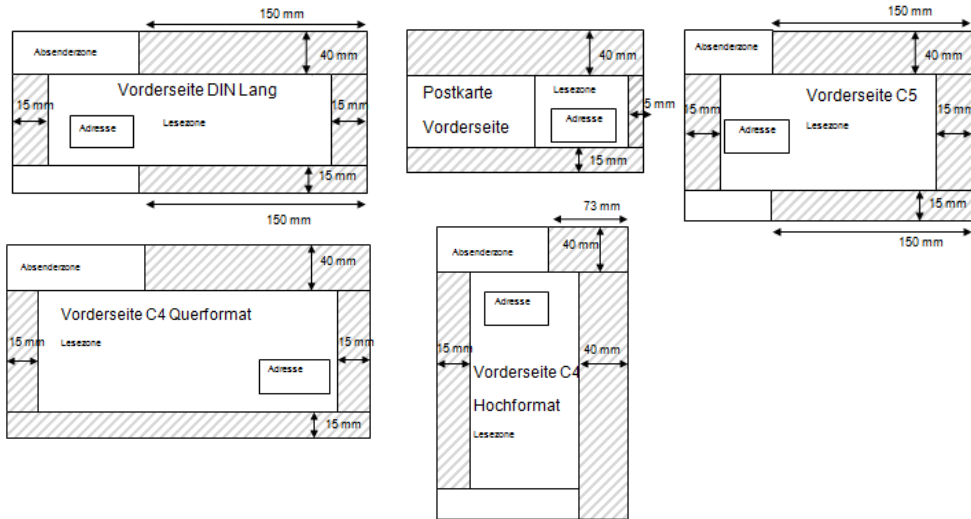 150 mm
Absenderzone
40 mm
Vorderseite DIN Lang
15 mm
15 mm
Lesezone
Adresse
15 mm
150 mm
40 mm
Postkarte
Vorderseite
Lesezone
Adresse
5 mm
15 mm
150 mm
Absenderzone
40 mm
Vorderseite C5
15 mm
15 mm
Adresse
Lesezone
15 mm
150 mm
Absenderzone
40 mm
Vorderseite C4 Querformat
15 mm
15 mm
Lesezone
Adresse
15 mm
73 mm
Absenderzone
40 mm
Adresse
15 mm
40 mm
Vorderseite C4
Hochformat
Lesezone